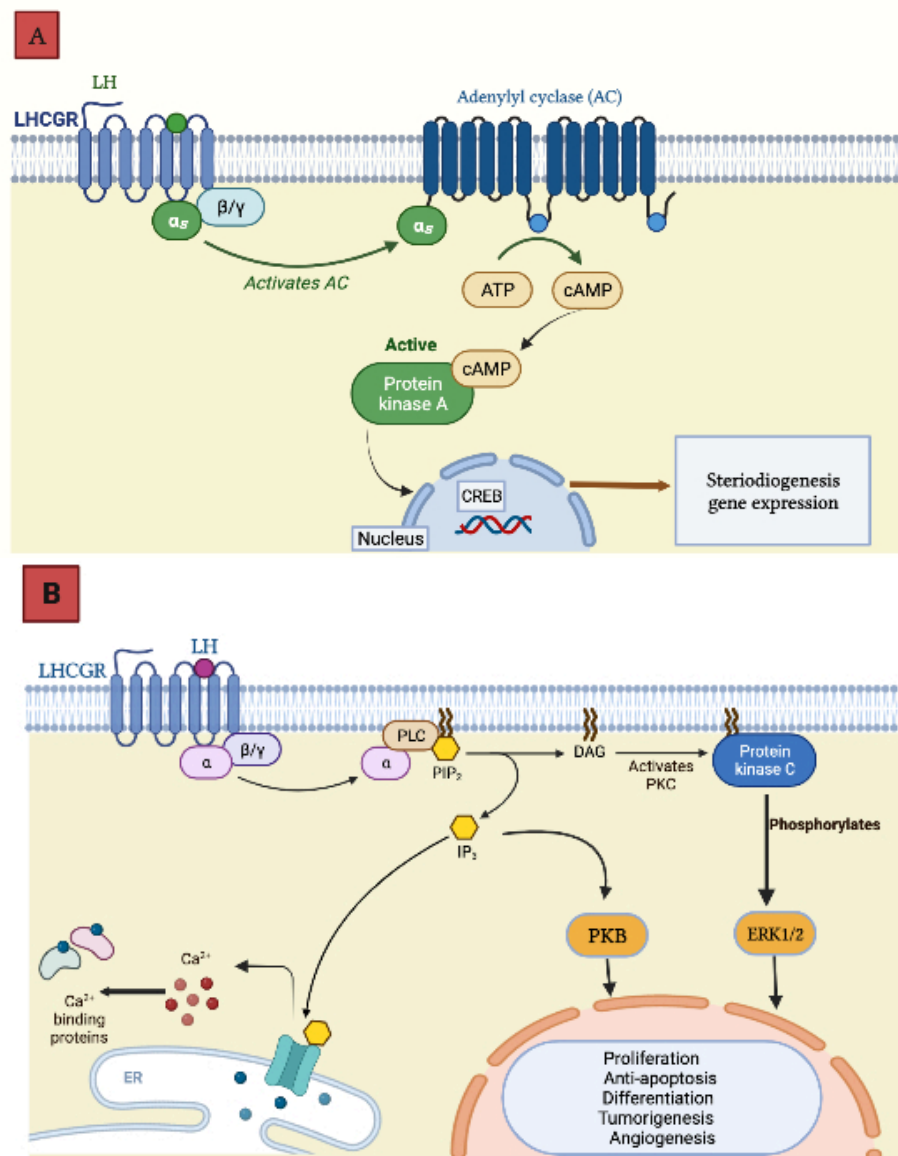 A
LH
LHCGR
Adenylyl cyclase (AC)
β/γ
αs
αs
Activates AC
ATP
cAMP
Active
cAMP
Protein
kinase A
CREB
Nucleus
Steriodiogenesis
gene expression
B
LH
LHCGR
β/γ
α
PLC
α
PIP₂
DAG
Activates
PKC
Protein
kinase C
Phosphorylates
IP₃
PKB
ERK1/2
Ca²⁺
Ca²⁺
binding
proteins
ER
Proliferation
Anti-apoptosis
Differentiation
Tumorigenesis
Angiogenesis